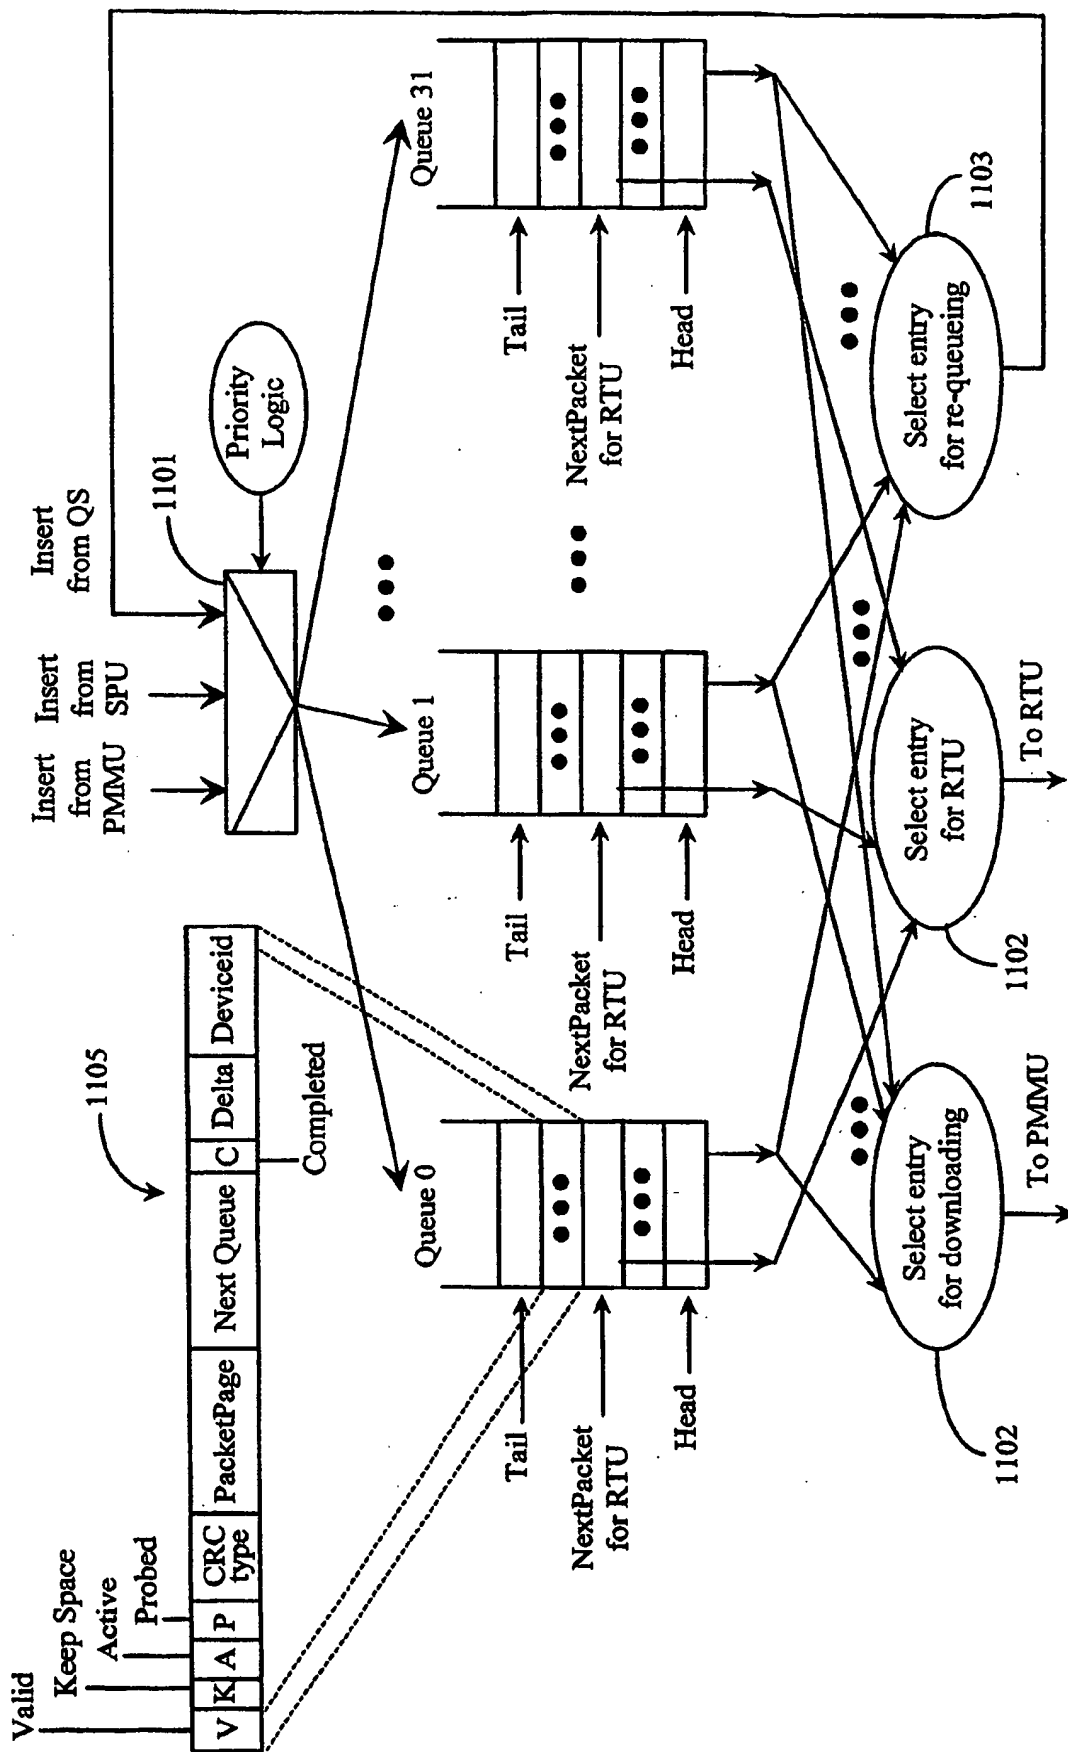 Valid
Keep Space
Active
Probed
V
K
A
P
CRC
type
PacketPage
Next Queue
C
Delta
Deviceid
Completed
1105
Insert
from
PMMU
Insert
from
SPU
Insert
from QS
1101
Priority
Logic
Queue 0
Queue 1
Queue 31
Tail
NextPacket
for RTU
Head
Tail
NextPacket
for RTU
Head
Tail
NextPacket
for RTU
Head
Select entry
for downloading
1102
To PMMU
Select entry
for RTU
1102
To RTU
Select entry
for re-queueing
1103